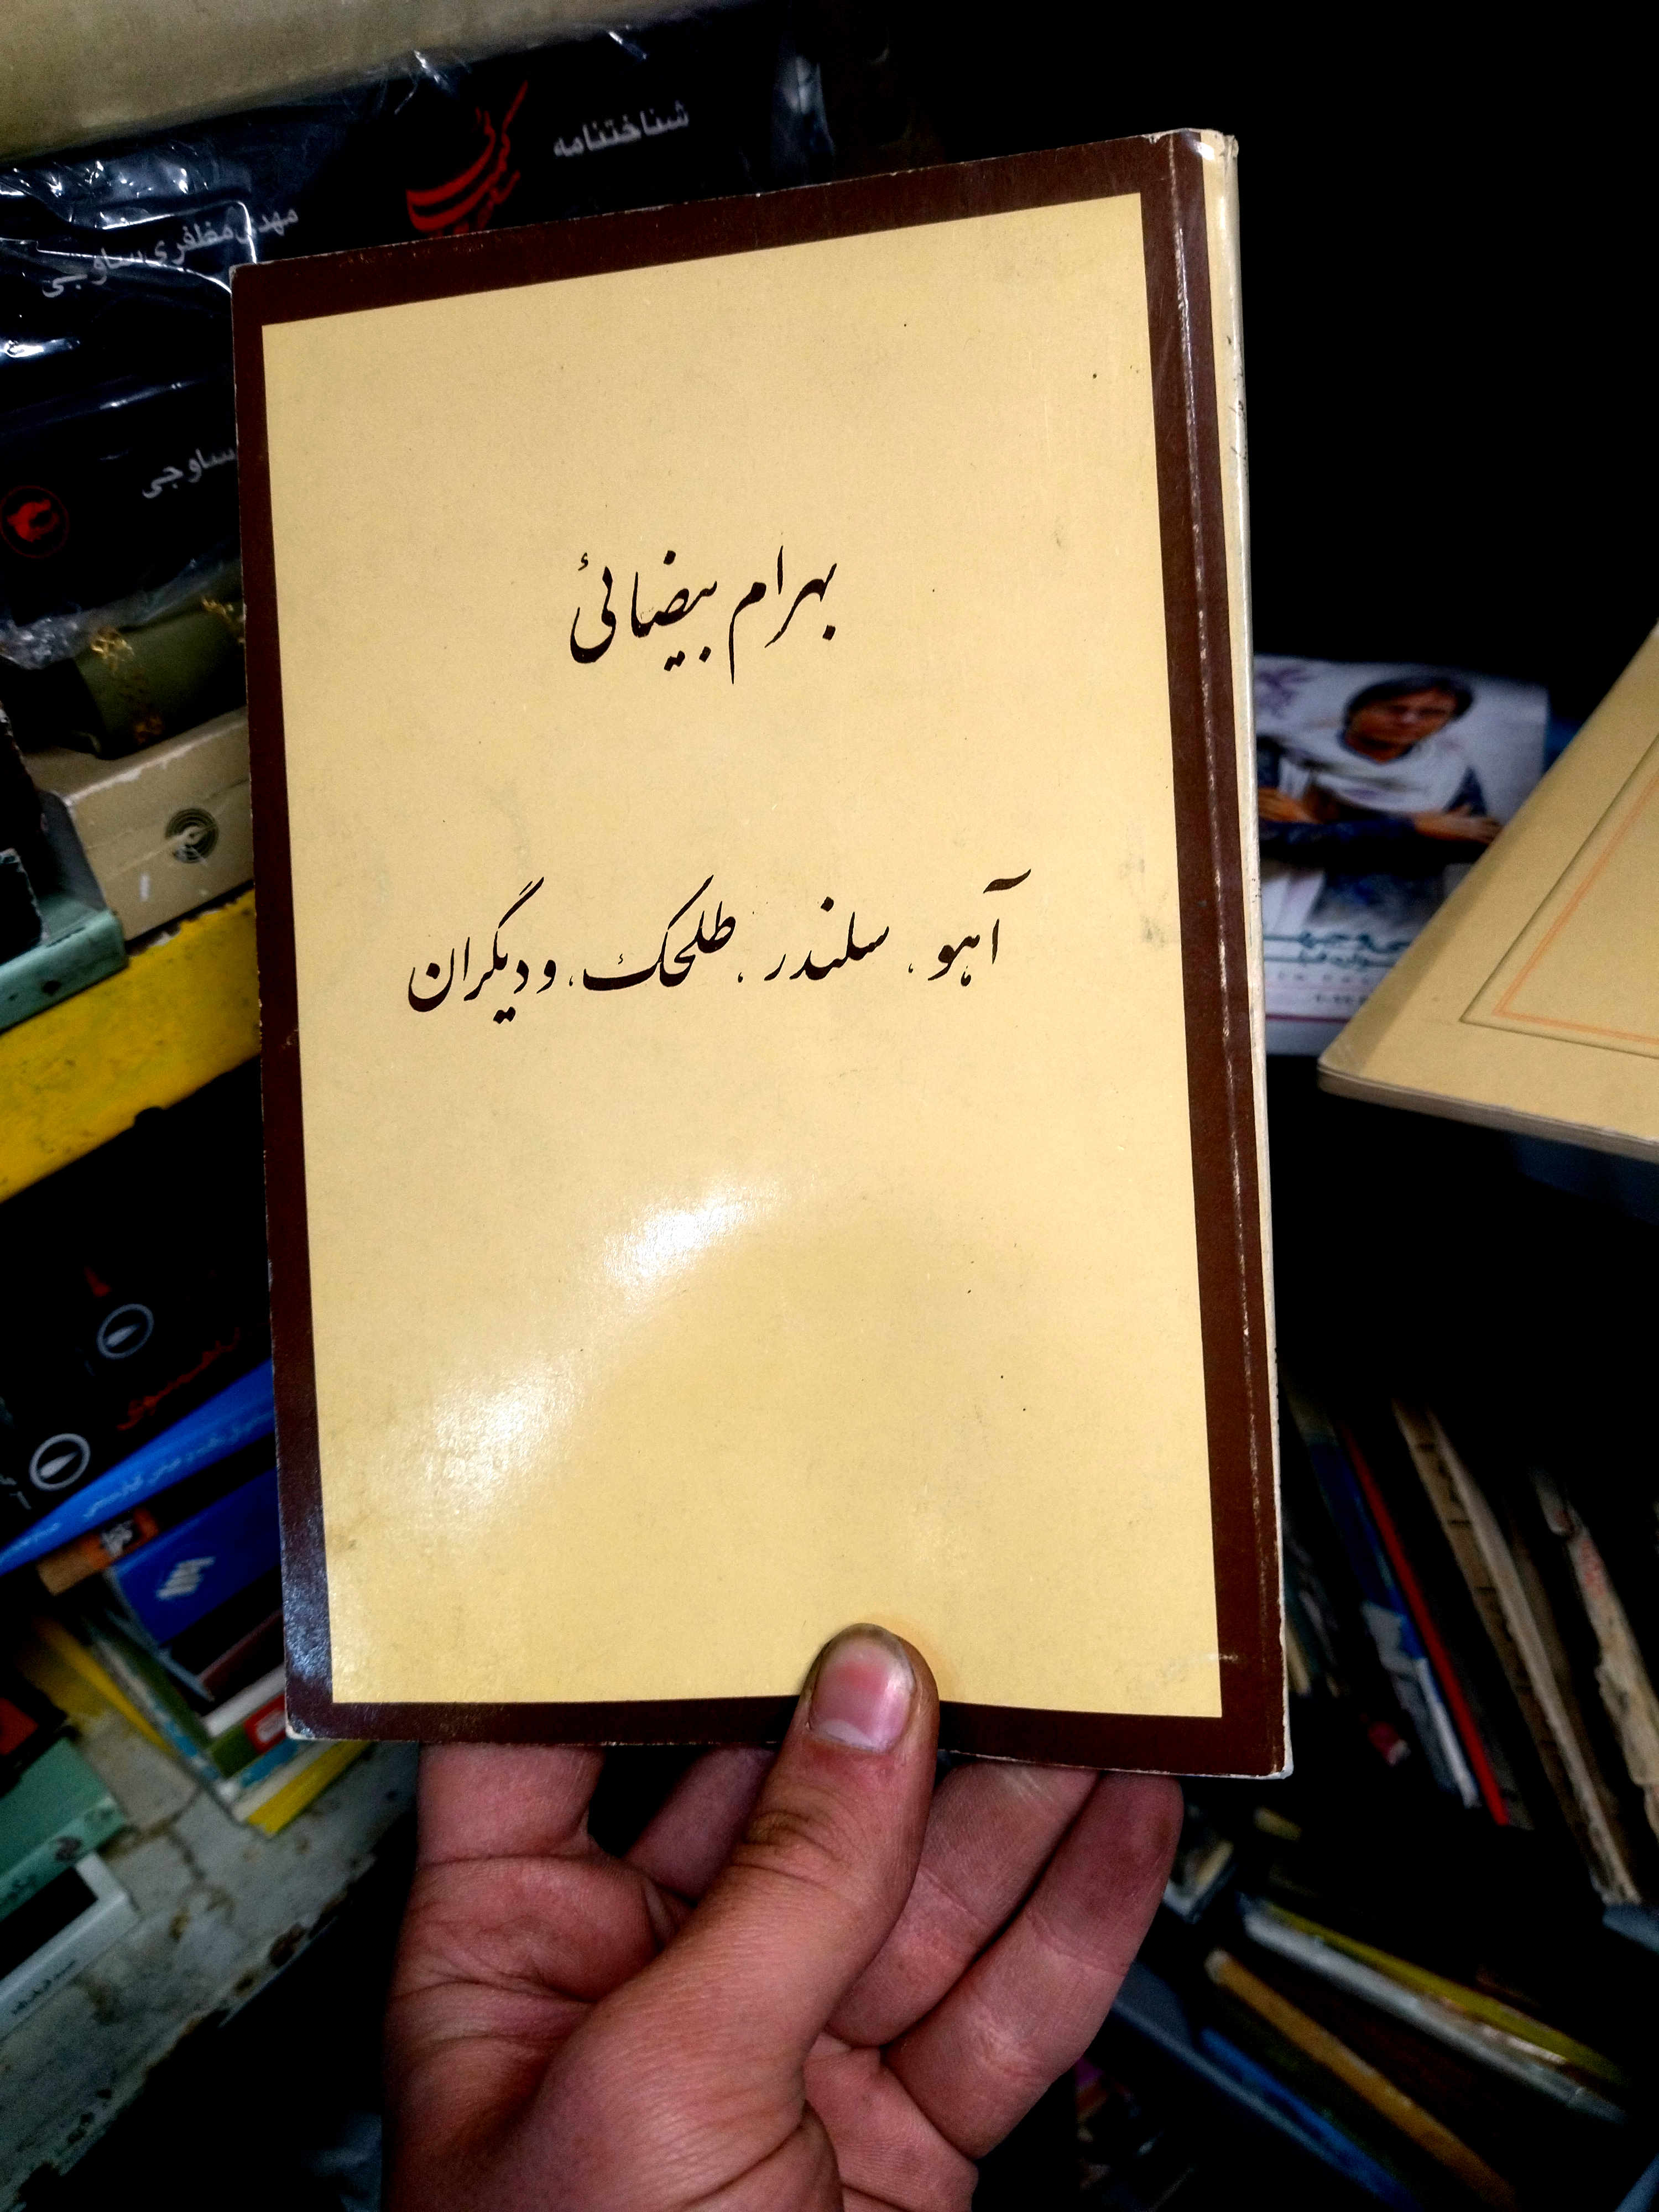 بهرام بیضائی
آهو، سلندر، طلحک، و دیگران
شناختنامه
مهدی مظفری ساوجی
ساوجی